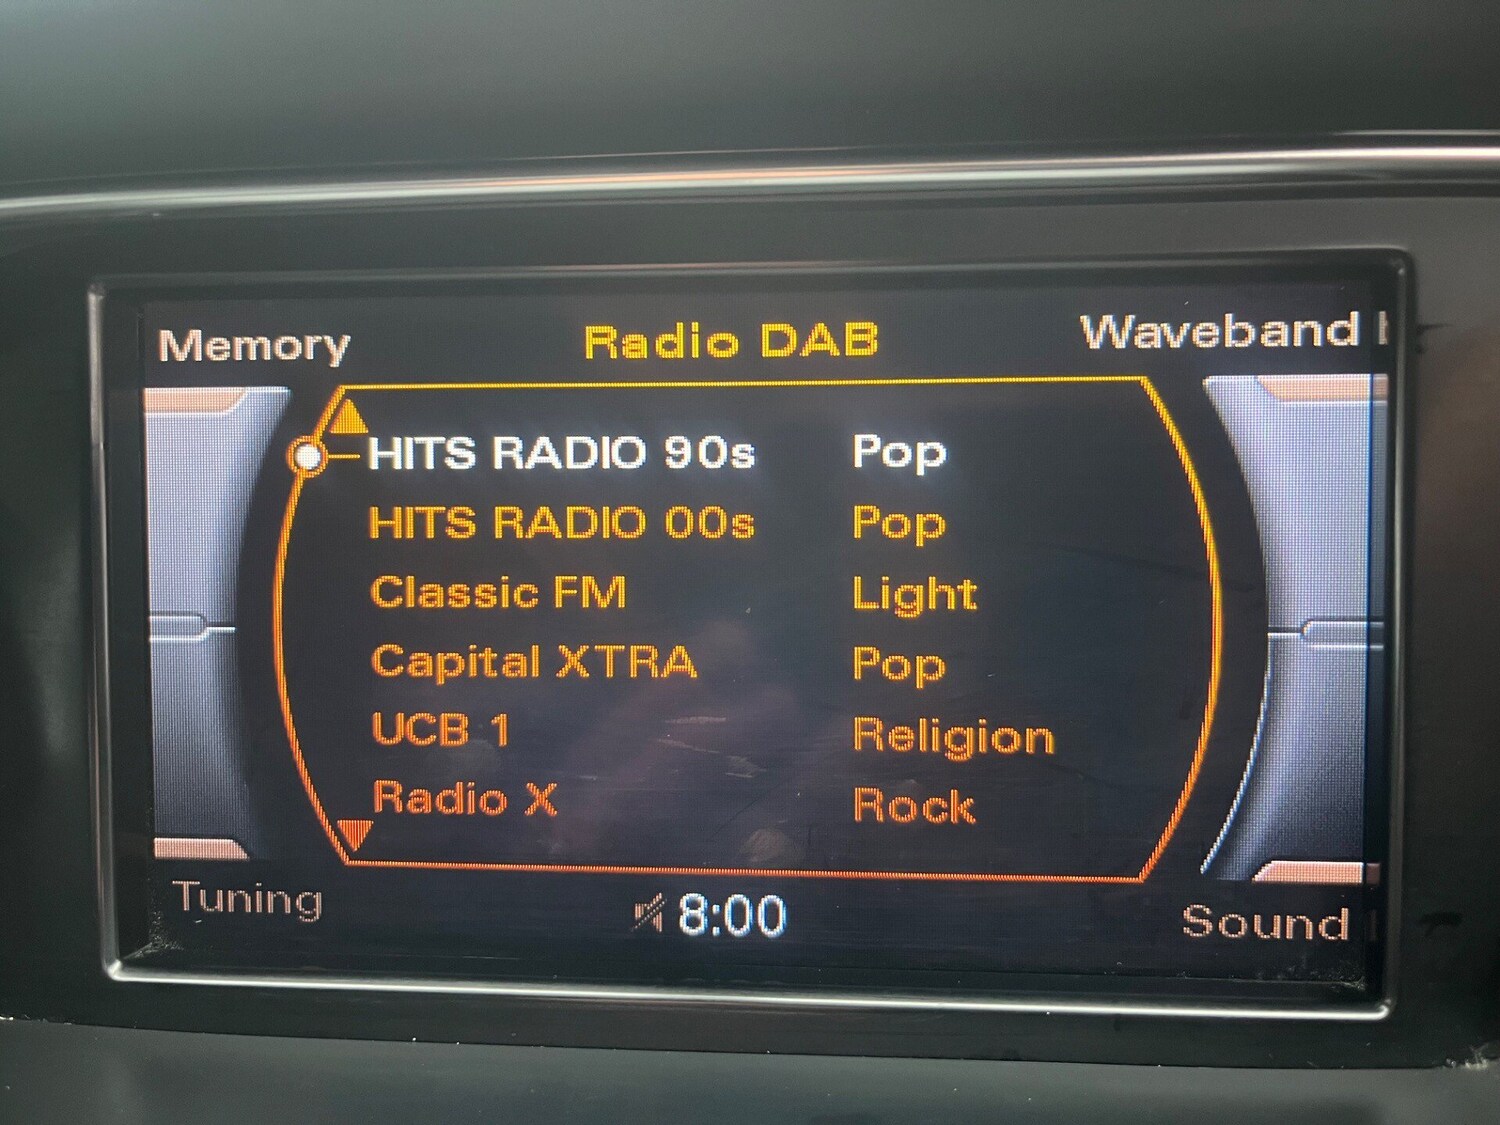 Memory Radio DAB Waveband
HITS RADIO 90s Pop
HITS RADIO 00s Pop
Classic FM Light
Capital XTRA Pop
UCB 1 Religion
Radio X Rock
Tuning 8:00 Sound